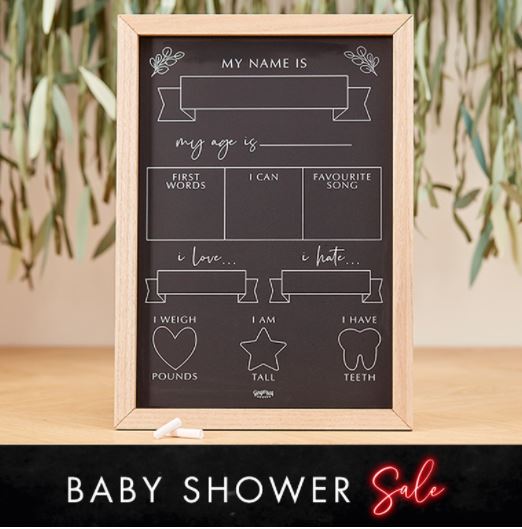 MY NAME IS
my age is
FIRST WORDS
I CAN
FAVOURITE SONG
i love...
i hate...
I WEIGH
POUNDS
I AM
TALL
I HAVE
TEETH
BABY SHOWER Sale